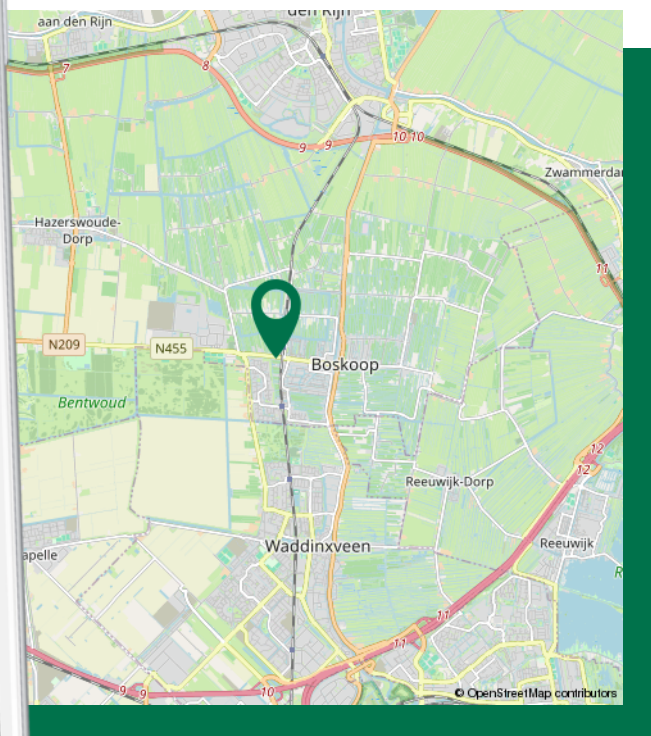 aan den Rijn
den Rijn
7
8
9
9
10
10
Zwammerda
Hazerswoude-
Dorp
11
N209
N455
Boskoop
Bentwoud
12
12
Reeuwijk-Dorp
Waddinxveen
Reeuwijk
apelle
R
11
11
9
9
10
© OpenStreetMap contributors